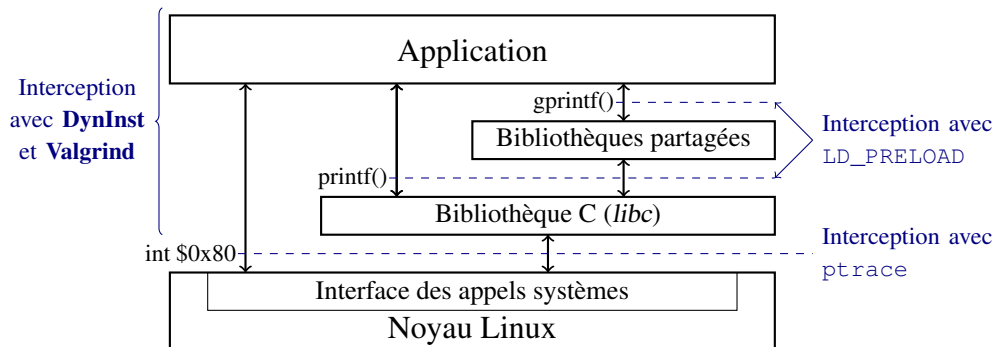 Application
Interception
avec DynInst
et Valgrind
gprintf()
Bibliothèques partagées
Interception avec
LD_PRELOAD
printf()
Bibliothèque C (libc)
int $0x80
Interception avec
ptrace
Interface des appels systèmes
Noyau Linux